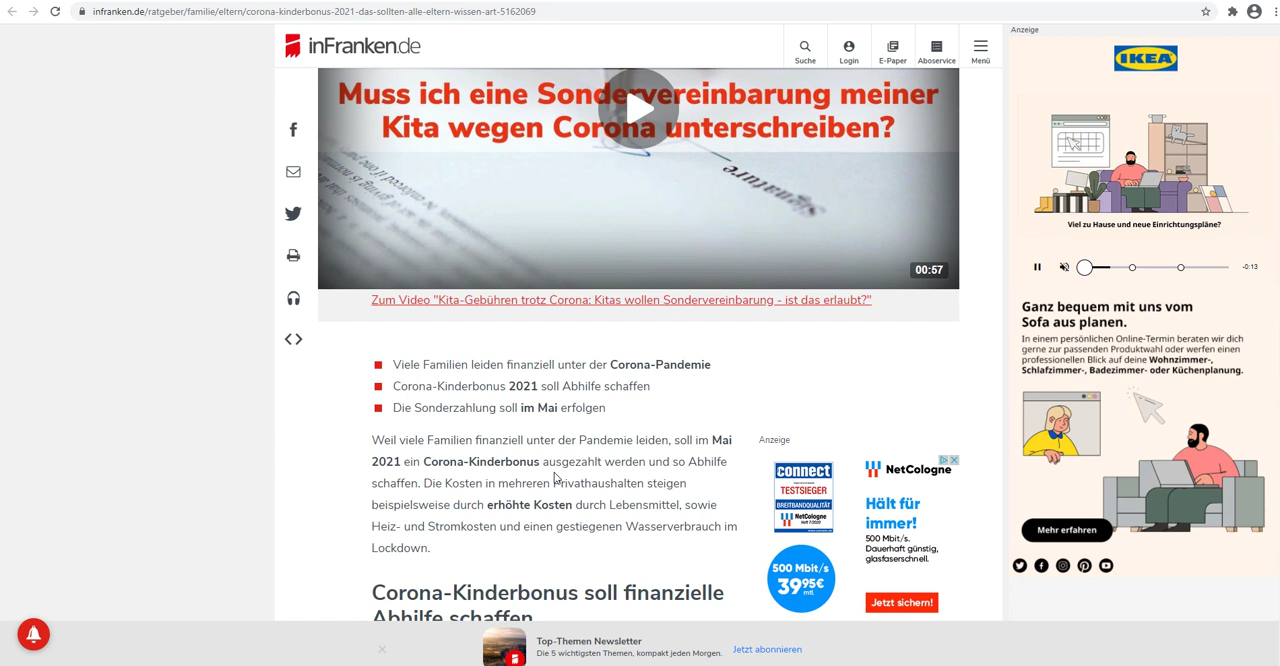 infranken.de/ratgeber/familie/eltern/corona-kinderbonus-2021-das-sollten-alle-eltern-wissen-art-5162069
inFranken.de
Suche
Login
E-Paper
Aboservice
Menü
Muss ich eine Sondervereinbarung meiner
Kita wegen Corona unterschreiben?
Signature
00:57
Zum Video "Kita-Gebühren trotz Corona: Kitas wollen Sondervereinbarung - ist das erlaubt?"
Viele Familien leiden finanziell unter der Corona-Pandemie
Corona-Kinderbonus 2021 soll Abhilfe schaffen
Die Sonderzahlung soll im Mai erfolgen
Weil viele Familien finanziell unter der Pandemie leiden, soll im Mai
2021 ein Corona-Kinderbonus ausgezahlt werden und so Abhilfe
schaffen. Die Kosten in mehreren Privathaushalten steigen
beispielsweise durch erhöhte Kosten durch Lebensmittel, sowie
Heiz- und Stromkosten und einen gestiegenen Wasserverbrauch im
Lockdown.
Corona-Kinderbonus soll finanzielle
Abhilfe schaffen
Anzeige
connect
TESTSIEGER
BREITBANDQUALITÄT
NetCologne
500 Mbit/s
39,95€
mtl.
NetCologne
Hält für
immer!
500 Mbit/s.
Dauerhaft günstig,
glasfaserschnell.
Jetzt sichern!
Anzeige
IKEA
Viel zu Hause und neue Einrichtungspläne?
-0:13
Ganz bequem mit uns vom
Sofa aus planen.
In einem persönlichen Online-Termin beraten wir dich
gerne zur passenden Produktwahl oder werfen einen
professionellen Blick auf deine Wohnzimmer-,
Schlafzimmer-, Badezimmer- oder Küchenplanung.
Mehr erfahren
Top-Themen Newsletter
Die 5 wichtigsten Themen, kompakt jeden Morgen.
Jetzt abonnieren